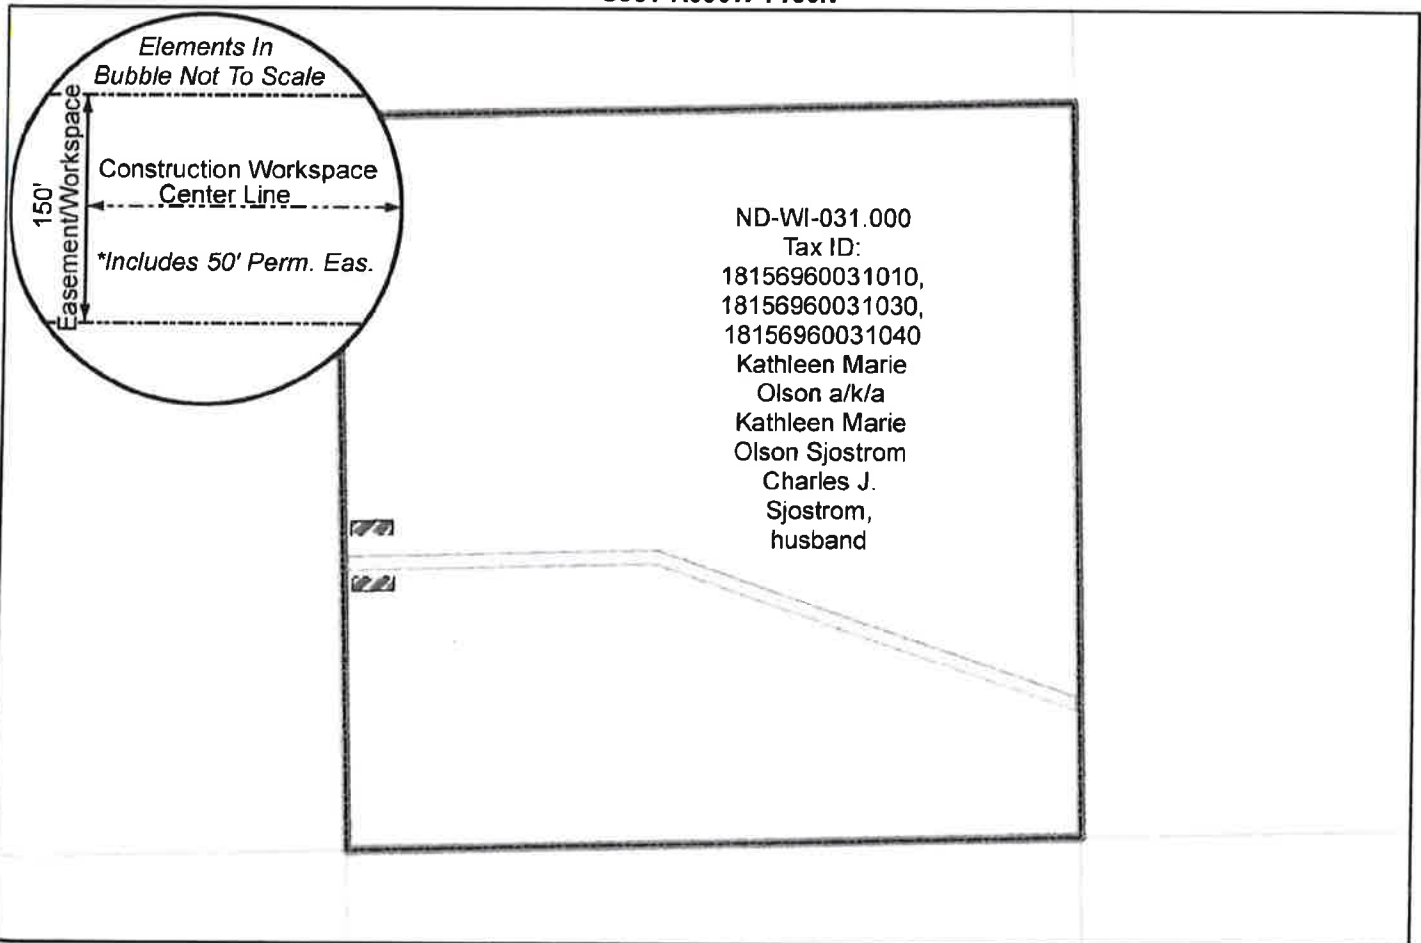 Elements In
Bubble Not To Scale
150'
Easement/Workspace
Construction Workspace
Center Line
*Includes 50' Perm. Eas.
ND-WI-031.000
Tax ID:
18156960031010,
18156960031030,
18156960031040
Kathleen Marie
Olson a/k/a
Kathleen Marie
Olson Sjostrom
Charles J.
Sjostrom,
husband